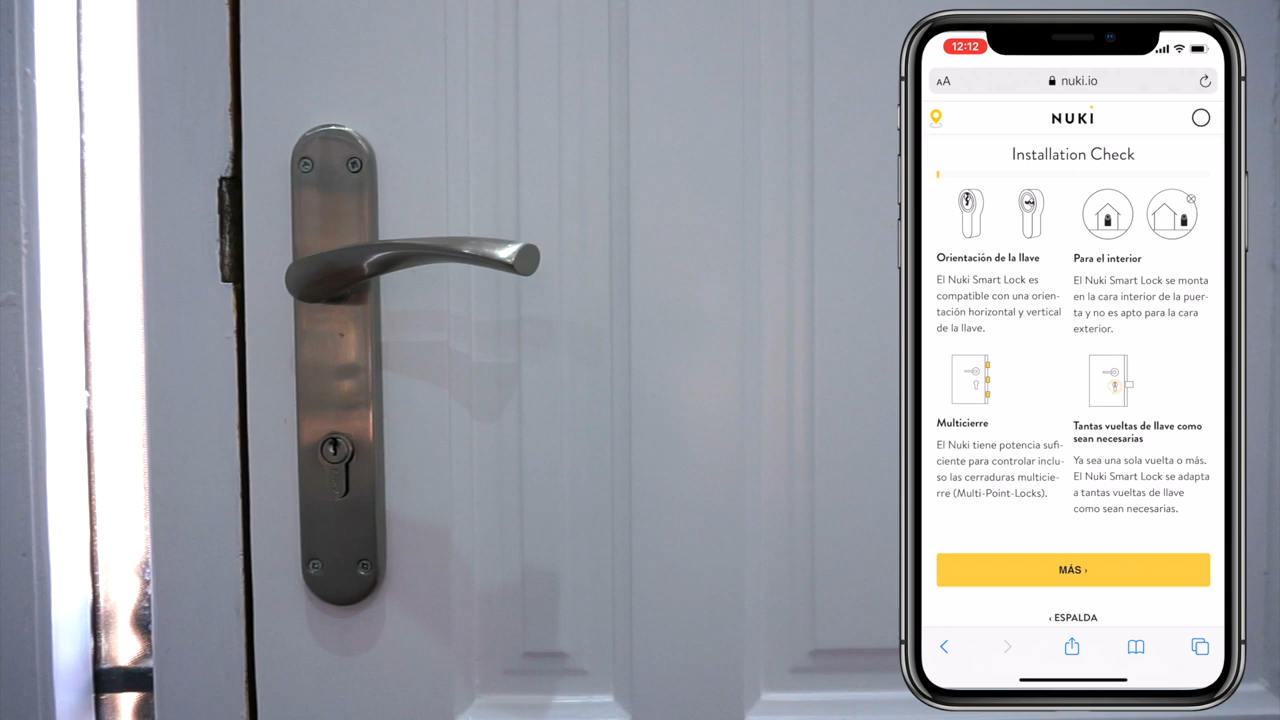 12:12
AA
nuki.io
NUKI
Installation Check
Orientación de la llave
El Nuki Smart Lock es
compatible con una orien-
tación horizontal y vertical
de la llave.
Para el interior
El Nuki Smart Lock se monta
en la cara interior de la puer-
ta y no es apto para la cara
exterior.
Multicierre
El Nuki tiene potencia sufi-
ciente para controlar inclu-
so las cerraduras multicie-
rre (Multi-Point-Locks).
Tantas vueltas de llave como
sean necesarias
Ya sea una sola vuelta o más.
El Nuki Smart Lock se adapta
a tantas vueltas de llave
como sean necesarias.
MÁS ›
‹ ESPALDA